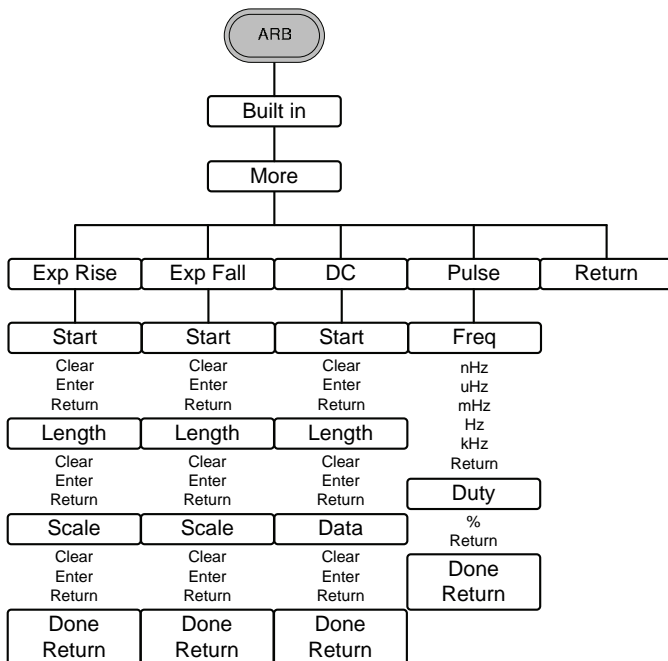 ARB
Built in
More
Exp Rise
Exp Fall
DC
Pulse
Return
Start
Clear
Enter
Return
Length
Clear
Enter
Return
Scale
Clear
Enter
Return
Done
Return
Start
Clear
Enter
Return
Length
Clear
Enter
Return
Scale
Clear
Enter
Return
Done
Return
Start
Clear
Enter
Return
Length
Clear
Enter
Return
Data
Clear
Enter
Return
Done
Return
Freq
nHz
uHz
mHz
Hz
kHz
Return
Duty
%
Return
Done
Return